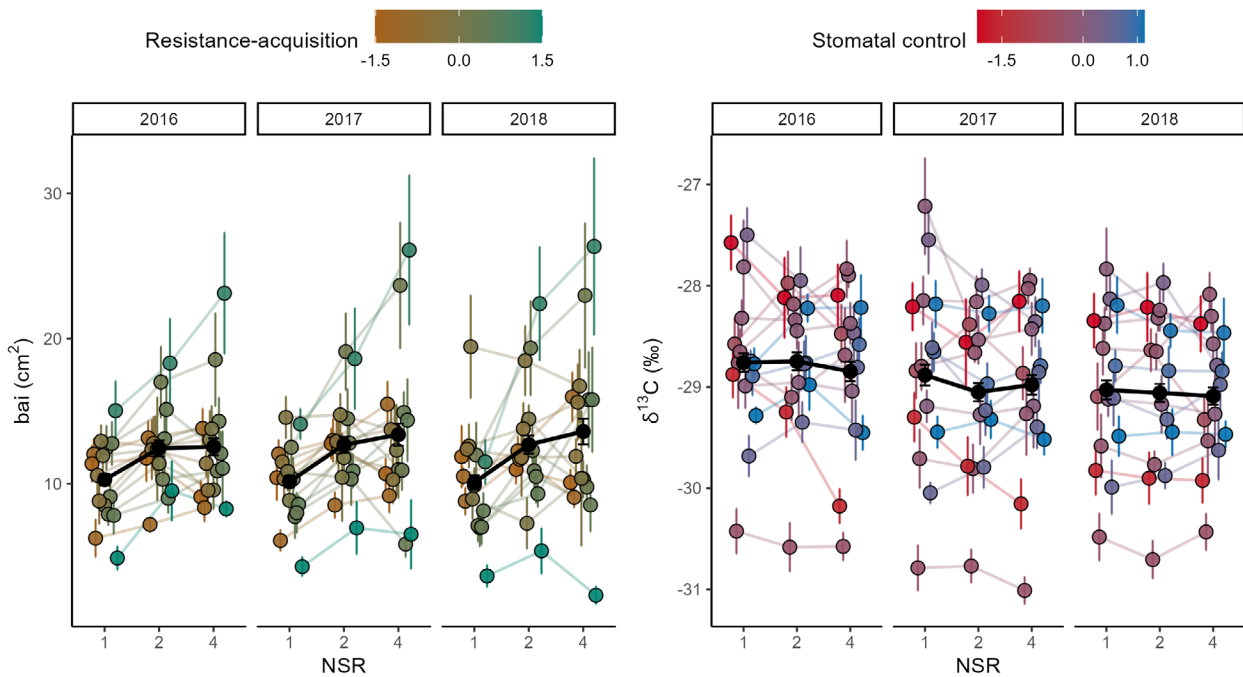 Resistance-acquisition
-1.5 0.0 1.5
2016 2017 2018
bai (cm²)
30
20
10
1 2 4 1 2 4 1 2 4
NSR
Stomatal control
-1.5 0.0 1.0
2016 2017 2018
δ¹³C (‰)
-27
-28
-29
-30
-31
1 2 4 1 2 4 1 2 4
NSR